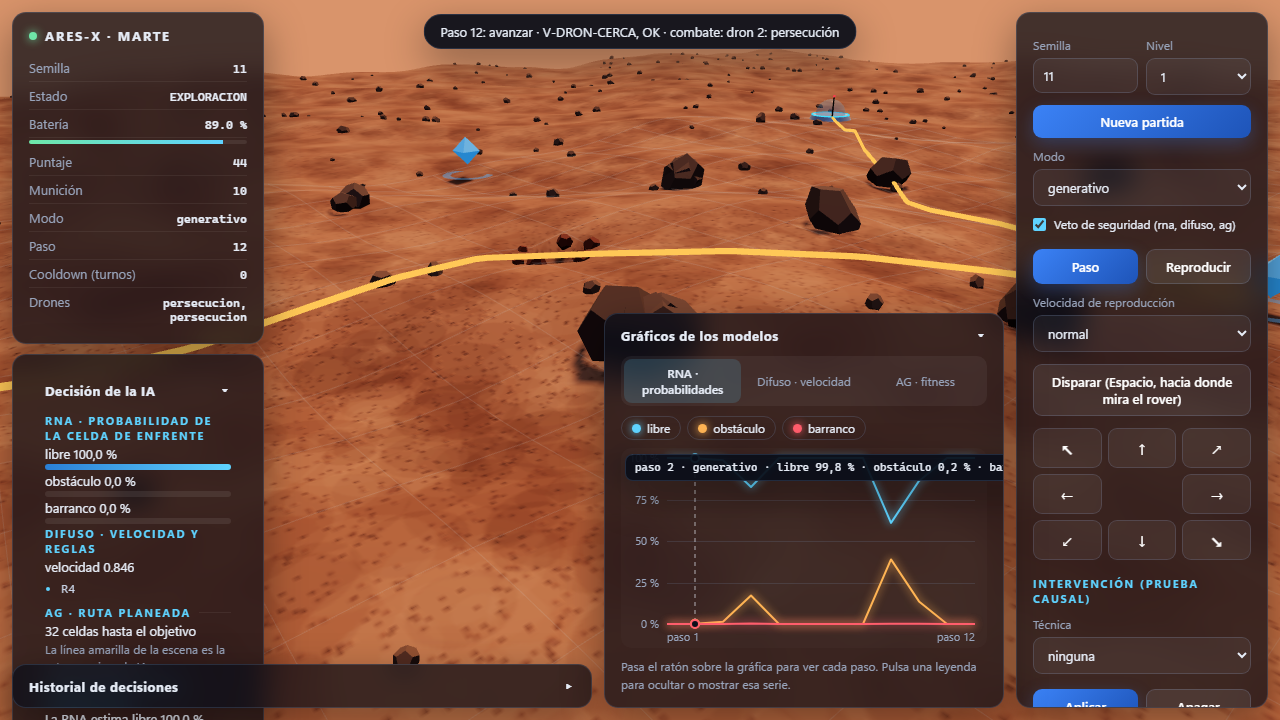 Paso 12: avanzar · V-DRON-CERCA, OK · combate: dron 2: persecución
ARES-X · MARTE
Semilla 11
Estado EXPLORACION
Batería 89.0 %
Puntaje 44
Munición 10
Modo generativo
Paso 12
Cooldown (turnos) 0
Drones persecucion,
persecucion
Decisión de la IA
RNA · PROBABILIDAD DE
LA CELDA DE ENFRENTE
libre 100,0 %
obstáculo 0,0 %
barranco 0,0 %
DIFUSO · VELOCIDAD Y
REGLAS
velocidad 0.846
R4
AG · RUTA PLANEADA
32 celdas hasta el objetivo
La línea amarilla de la escena es la
Historial de decisiones
La RNA estima libre 100.0 %
Gráficos de los modelos
RNA ·
probabilidades
Difuso · velocidad
AG · fitness
libre
obstáculo
barranco
paso 2 · generativo · libre 99,8 % · obstáculo 0,2 % · ba
75 %
50 %
25 %
0 %
paso 1
paso 12
Pasa el ratón sobre la gráfica para ver cada paso. Pulsa una leyenda
para ocultar o mostrar esa serie.
Semilla Nivel
11 1
Nueva partida
Modo
generativo
Veto de seguridad (rna, difuso, ag)
Paso Reproducir
Velocidad de reproducción
normal
Disparar (Espacio, hacia donde
mira el rover)
↖ ↑ ↗
← →
↙ ↓ ↘
INTERVENCIÓN (PRUEBA
CAUSAL)
Técnica
ninguna
Aplicar Apagar